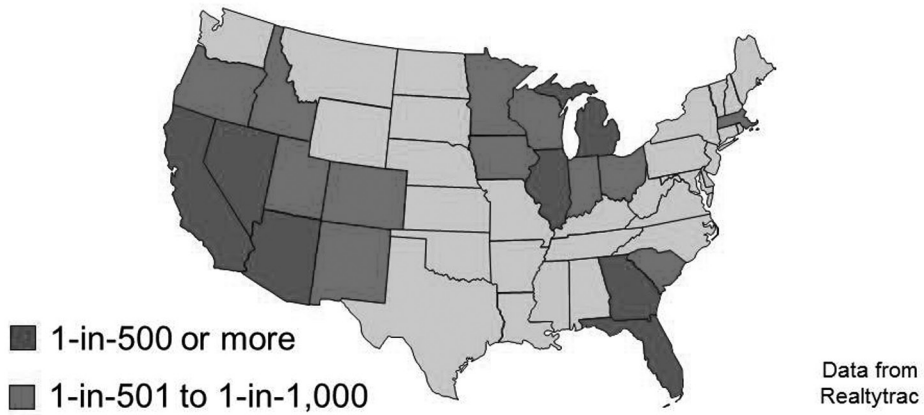 1-in-500 or more
1-in-501 to 1-in-1,000
Data from
Realtytrac